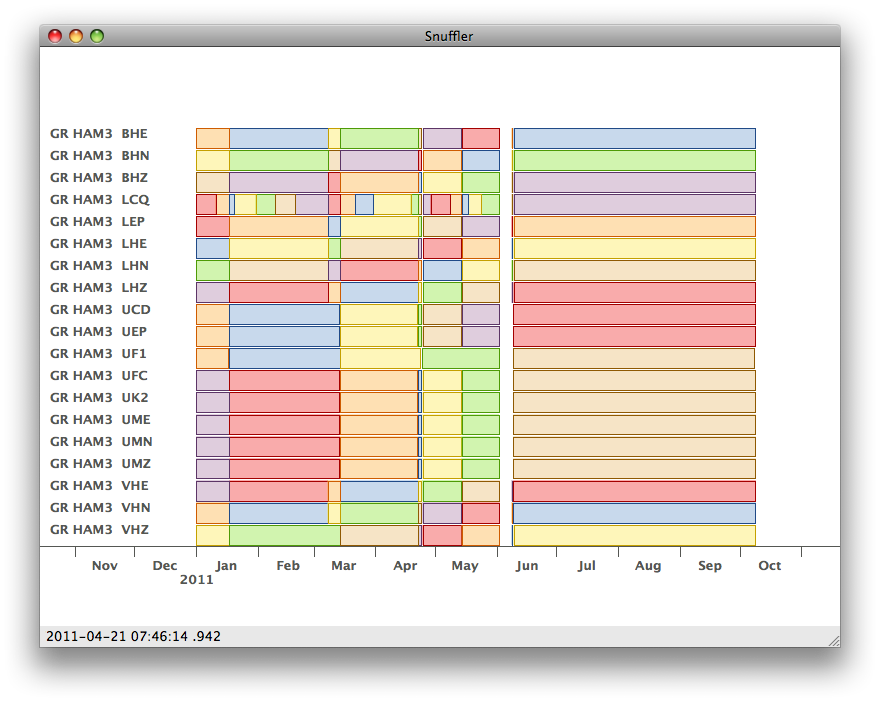 Snuffler
GR HAM3 BHE
GR HAM3 BHN
GR HAM3 BHZ
GR HAM3 LCQ
GR HAM3 LEP
GR HAM3 LHE
GR HAM3 LHN
GR HAM3 LHZ
GR HAM3 UCD
GR HAM3 UEP
GR HAM3 UF1
GR HAM3 UFC
GR HAM3 UK2
GR HAM3 UME
GR HAM3 UMN
GR HAM3 UMZ
GR HAM3 VHE
GR HAM3 VHN
GR HAM3 VHZ
Nov Dec Jan Feb Mar Apr May Jun Jul Aug Sep Oct
2011
2011-04-21 07:46:14 .942